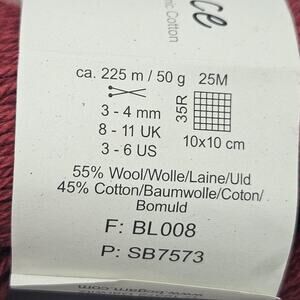 ce
nic Cotton
ca. 225 m / 50 g 25M
3 - 4 mm
8 - 11 UK
3 - 6 US
35R
10x10 cm
55% Wool/Wolle/Laine/Uld
45% Cotton/Baumwolle/Coton/
Bomuld
F: BL008
P: SB7573